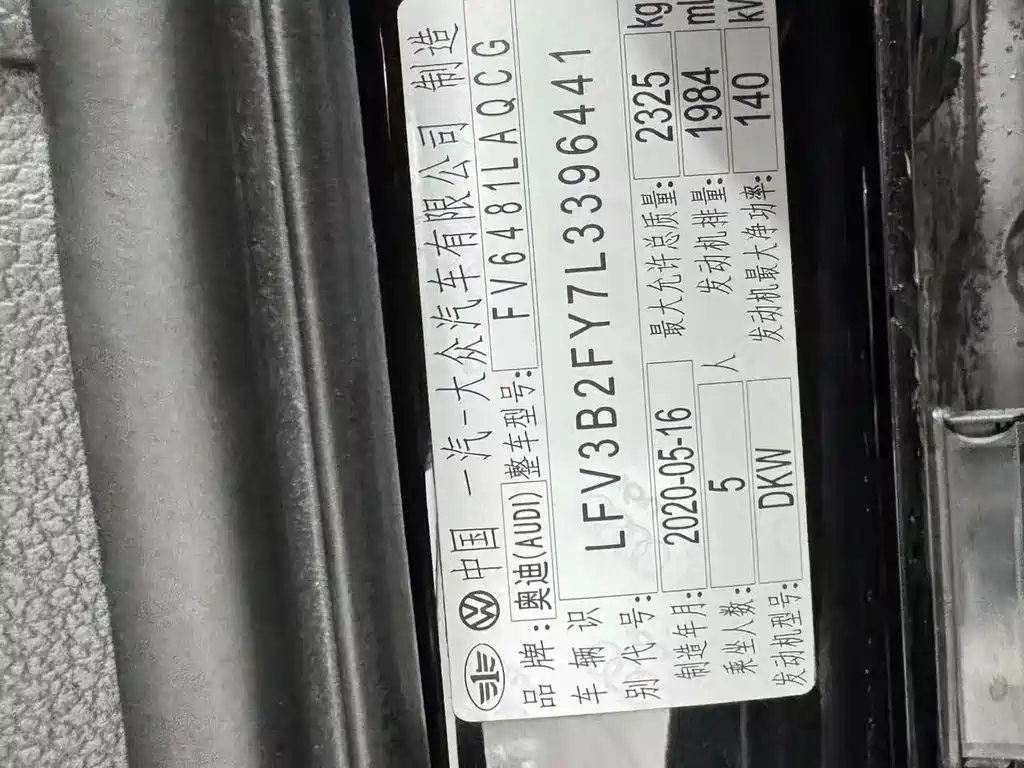 中国 一汽-大众汽车有限公司 制造
品牌: 奥迪(AUDI) 整车型号: FV6481LAQCG
车辆识别代号: LFV3B2FY7L3396441
制造年月: 2020-05-16 最大允许总质量: 2325 kg
乘坐人数: 5 人 发动机排量: 1984 ml
发动机型号: DKW 发动机最大净功率: 140 kW